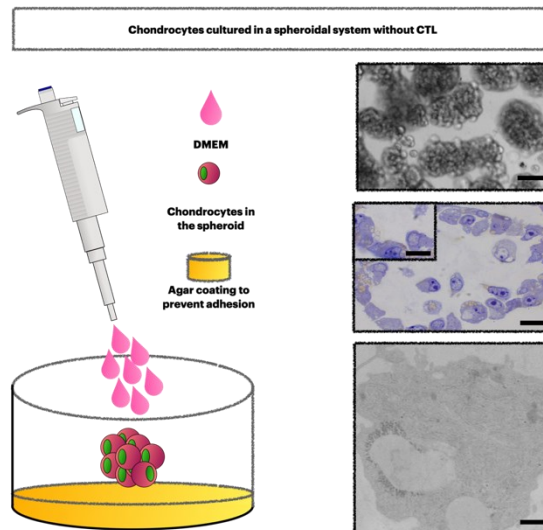 Chondrocytes cultured in a spheroidal system without CTL
DMEM
Chondrocytes in
the spheroid
Agar coating to
prevent adhesion